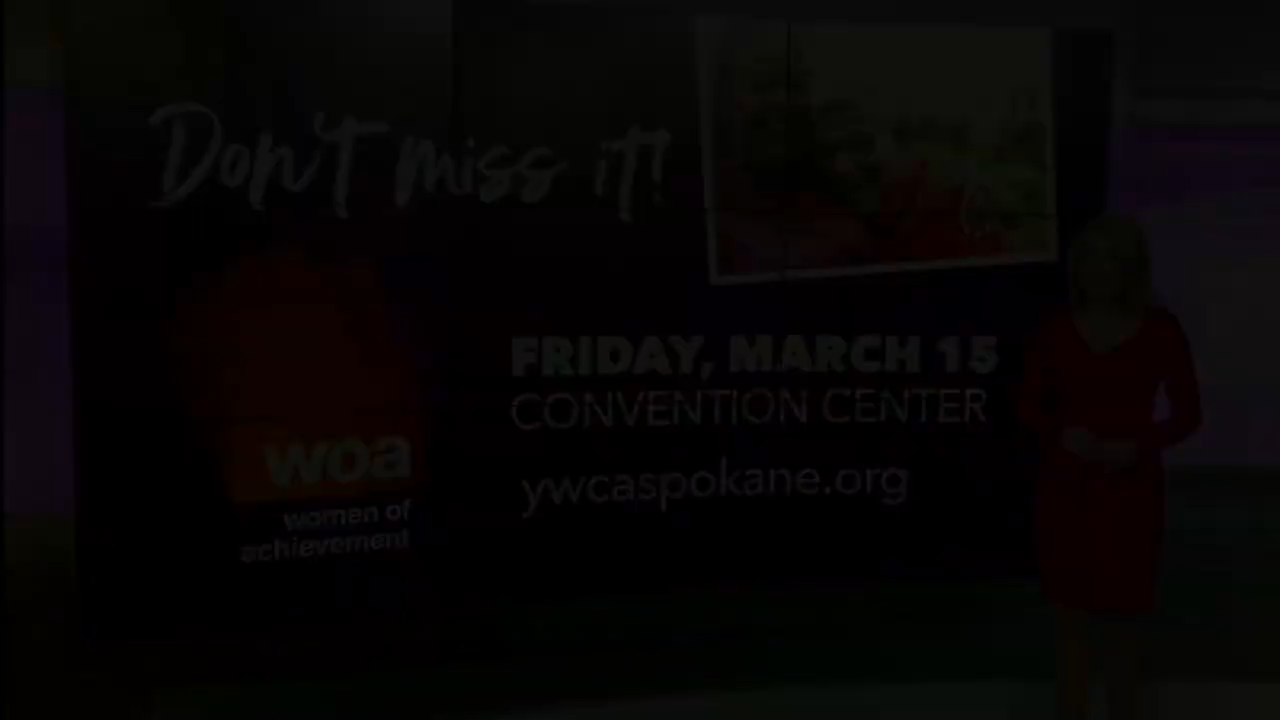 Don't miss it!
FRIDAY, MARCH 15
CONVENTION CENTER
ywcaspokane.org
woa
women of
achievement